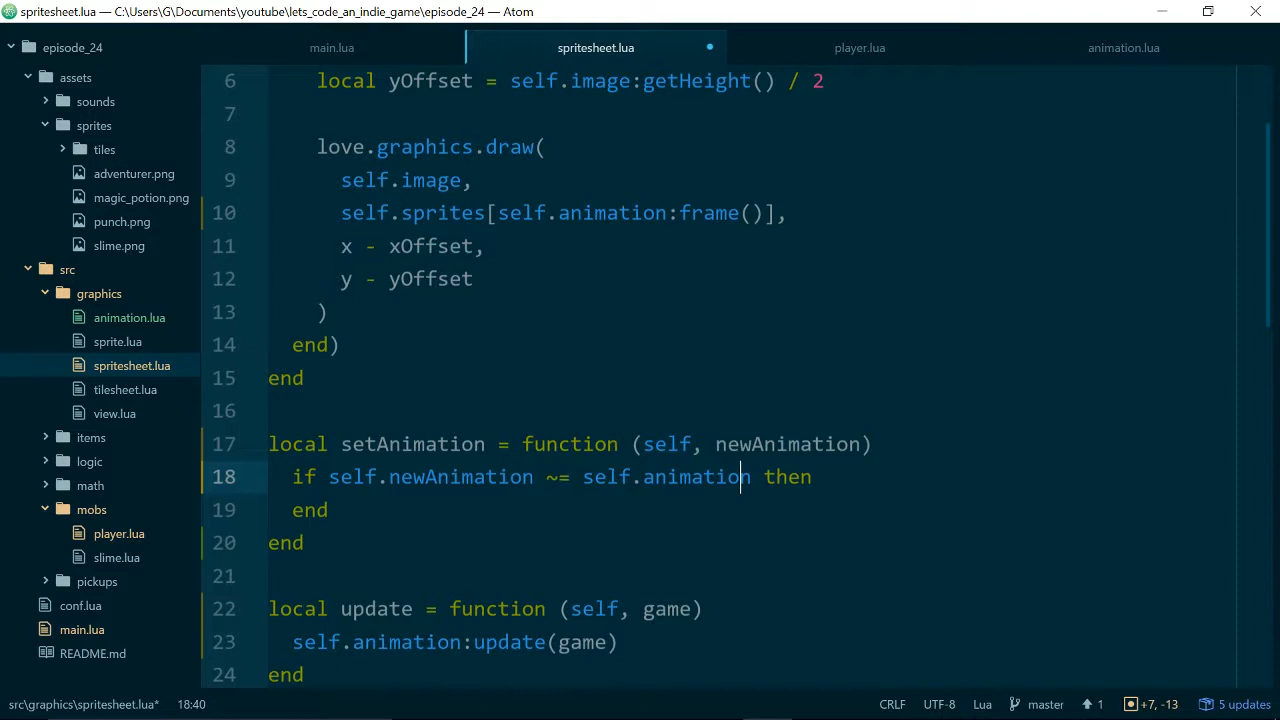 spritesheet.lua — C:\Users\G\Documents\youtube\lets_code_an_indie_game\episode_24 — Atom
episode_24
assets
sounds
sprites
tiles
adventurer.png
magic_potion.png
punch.png
slime.png
src
graphics
animation.lua
sprite.lua
spritesheet.lua
tilesheet.lua
view.lua
items
logic
math
mobs
player.lua
slime.lua
pickups
conf.lua
main.lua
README.md
main.lua
spritesheet.lua
player.lua
animation.lua
6 local yOffset = self.image:getHeight() / 2
7
8 love.graphics.draw(
9 self.image,
10 self.sprites[self.animation:frame()],
11 x - xOffset,
12 y - yOffset
13 )
14 end)
15 end
16
17 local setAnimation = function (self, newAnimation)
18 if self.newAnimation ~= self.animation then
19 end
20 end
21
22 local update = function (self, game)
23 self.animation:update(game)
24 end
src\graphics\spritesheet.lua* 18:40 CRLF UTF-8 Lua master 1 +7, -13 5 updates